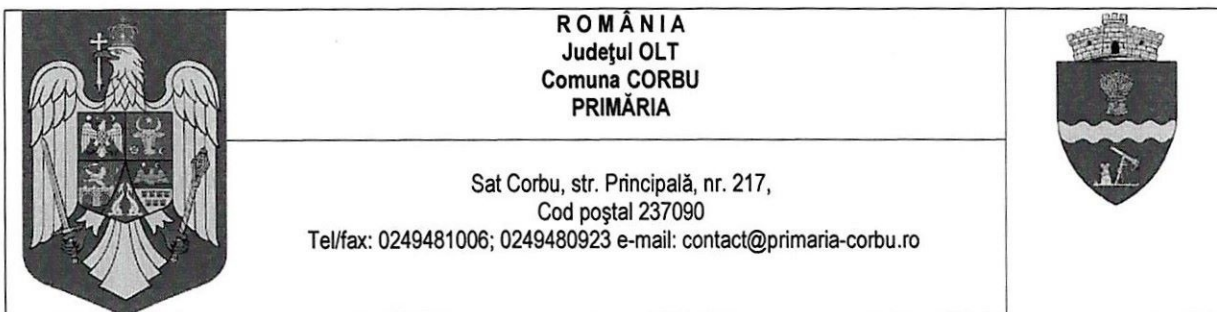 R O M Â N I A
Judeţul OLT
Comuna CORBU
PRIMĂRIA
Sat Corbu, str. Principală, nr. 217,
Cod poştal 237090
Tel/fax: 0249481006; 0249480923 e-mail: contact@primaria-corbu.ro